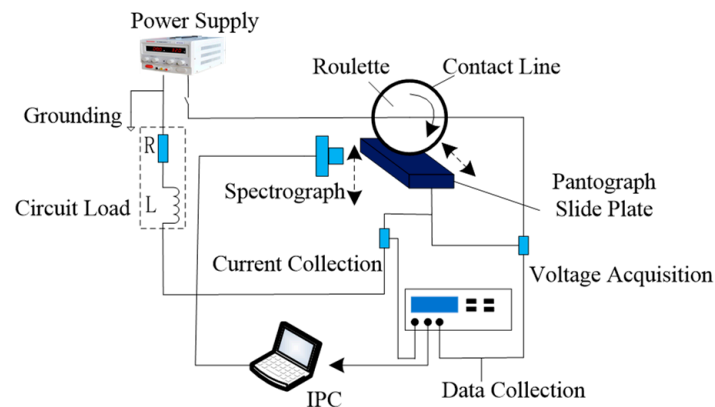 Power Supply
Roulette
Contact Line
Grounding
R
Spectrograph
Pantograph
Slide Plate
Circuit Load
L
Current Collection
Voltage Acquisition
Data Collection
IPC